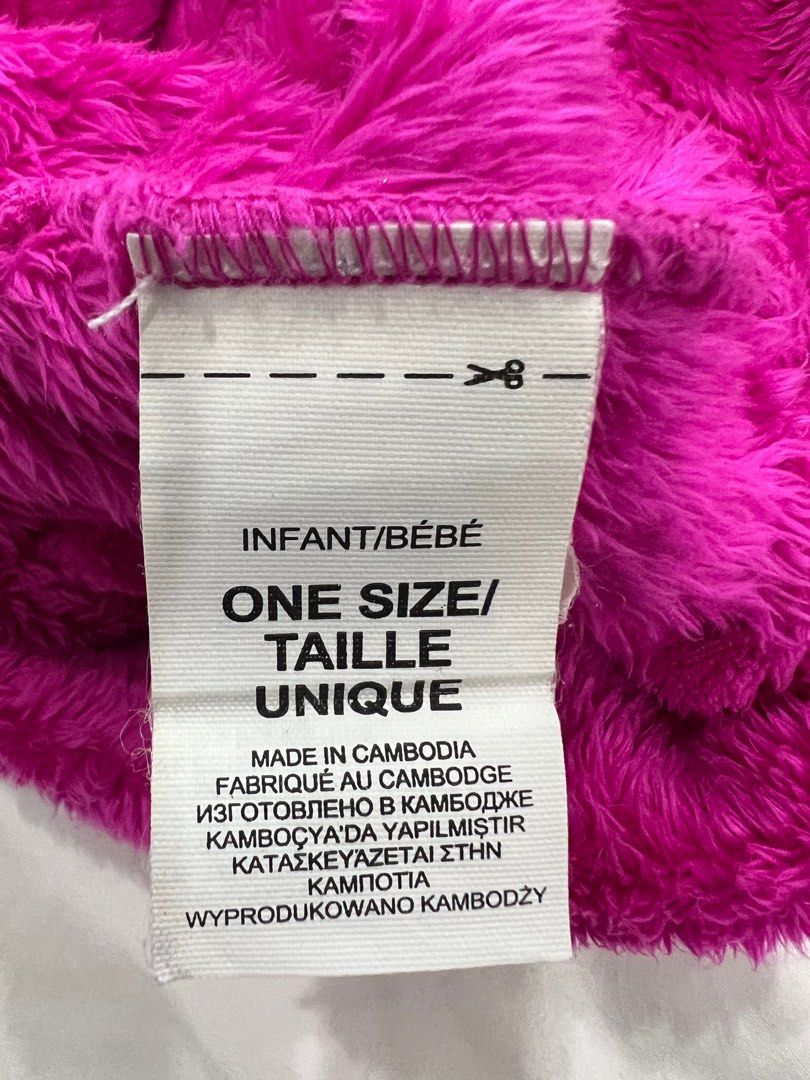 INFANT/BÉBÉ
ONE SIZE/
TAILLE
UNIQUE
MADE IN CAMBODIA
FABRIQUÉ AU CAMBODGE
ИЗГОТОВЛЕНО В КАМБОДЖЕ
KAMBOÇYA'DA YAPILMIŞTIR
ΚΑΤΑΣΚΕΥΆΖΕΤΑΙ ΣΤΗΝ
ΚΑΜΠΟΤΙΑ
WYPRODUKOWANO KAMBODŻY